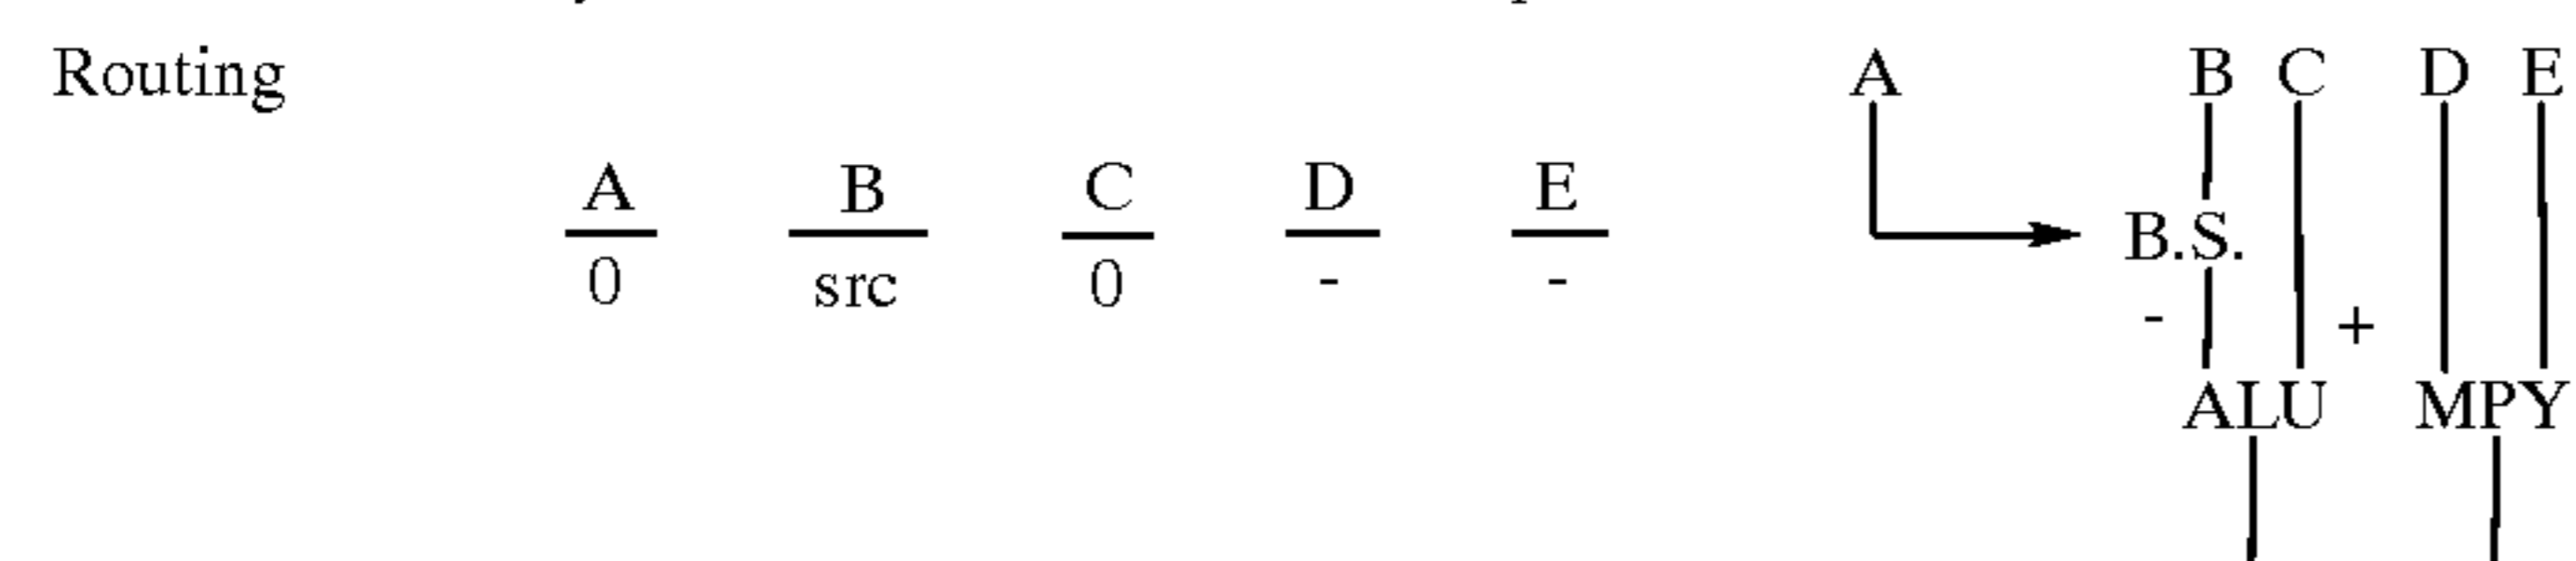 Routing A B C D E
A B C D E
0 src 0 - - B.S.
- +
ALU MPY